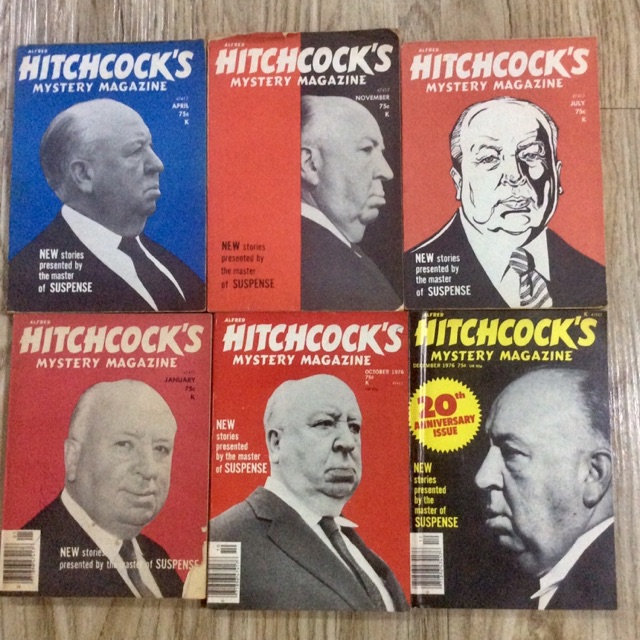 ALFRED
HITCHCOCK'S
MYSTERY MAGAZINE
APRIL
75¢
K
NEW stories
presented by
the master
of SUSPENSE
ALFRED
HITCHCOCK'S
MYSTERY MAGAZINE
NOVEMBER
75¢
K
NEW stories
presented by
the master
of SUSPENSE
ALFRED
HITCHCOCK'S
MYSTERY MAGAZINE
JULY
75¢
K
NEW stories
presented by
the master
of SUSPENSE
ALFRED
HITCHCOCK'S
MYSTERY MAGAZINE
JANUARY
75¢
K
NEW stories
presented by the master of SUSPENSE
ALFRED
HITCHCOCK'S
MYSTERY MAGAZINE
OCTOBER 1976
75¢
K
NEW
stories
presented
by the master
of SUSPENSE
ALFRED
HITCHCOCK'S
MYSTERY MAGAZINE
DECEMBER 1976 75¢
20th
ANNIVERSARY
ISSUE
NEW
stories
presented
by the
master of
SUSPENSE